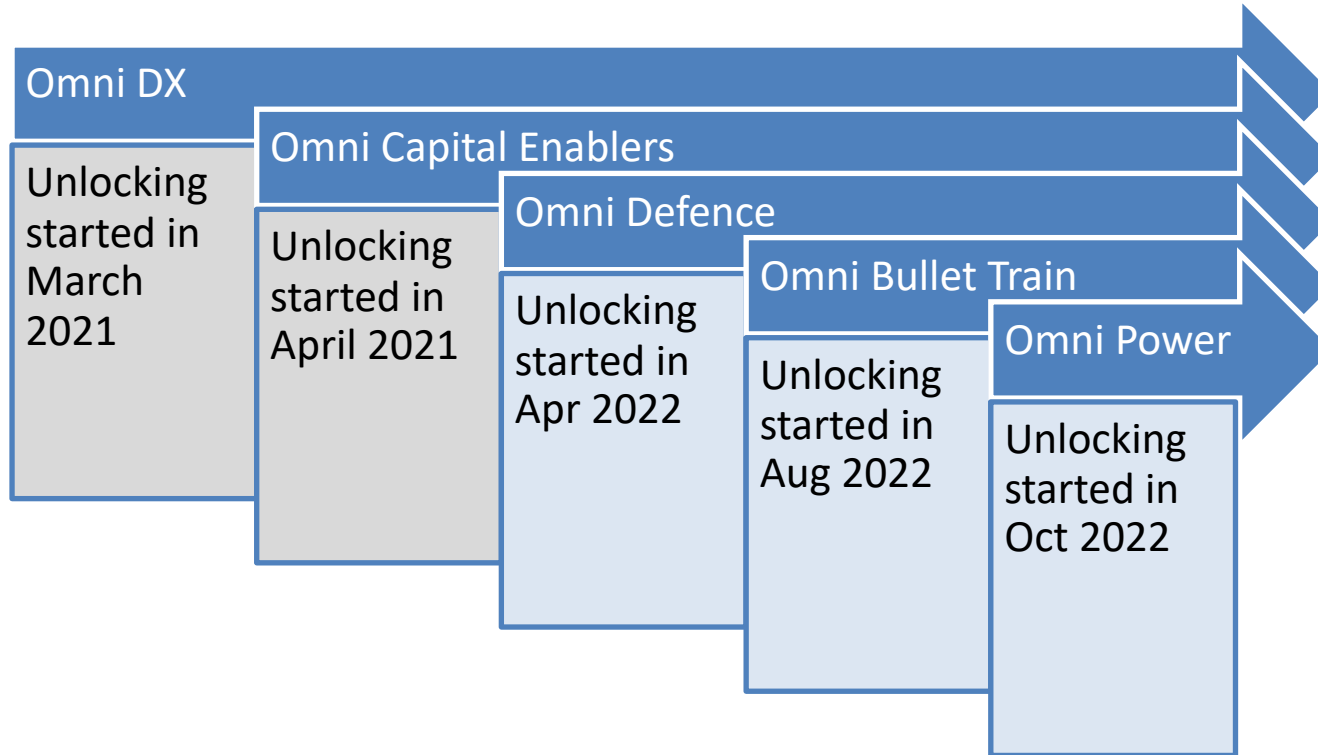 Omni DX
Unlocking
started in
March
2021
Omni Capital Enablers
Unlocking
started in
April 2021
Omni Defence
Unlocking
started in
Apr 2022
Omni Bullet Train
Unlocking
started in
Aug 2022
Omni Power
Unlocking
started in
Oct 2022